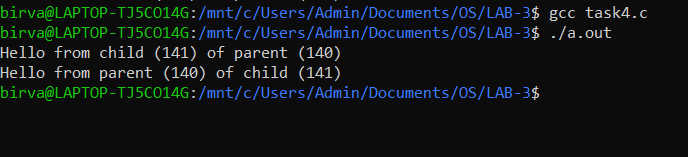 birva@LAPTOP-TJ5CO14G:/mnt/c/Users/Admin/Documents/OS/LAB-3$ gcc task4.c
birva@LAPTOP-TJ5CO14G:/mnt/c/Users/Admin/Documents/OS/LAB-3$ ./a.out
Hello from child (141) of parent (140)
Hello from parent (140) of child (141)
birva@LAPTOP-TJ5CO14G:/mnt/c/Users/Admin/Documents/OS/LAB-3$